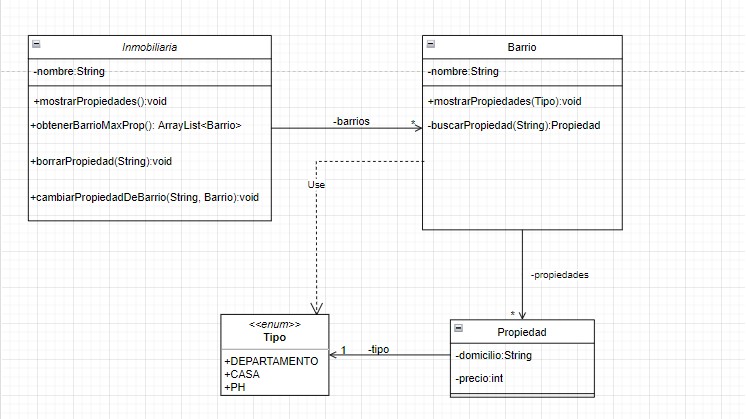 Inmobiliaria
-nombre:String
+mostrarPropiedades():void
+obtenerBarrioMaxProp(): ArrayList<Barrio>
+borrarPropiedad(String):void
+cambiarPropiedadDeBarrio(String, Barrio):void
-barrios
*
Barrio
-nombre:String
+mostrarPropiedades(Tipo):void
-buscarPropiedad(String):Propiedad
Use
-propiedades
*
<<enum>>
Tipo
+DEPARTAMENTO
+CASA
+PH
1
-tipo
Propiedad
-domicilio:String
-precio:int